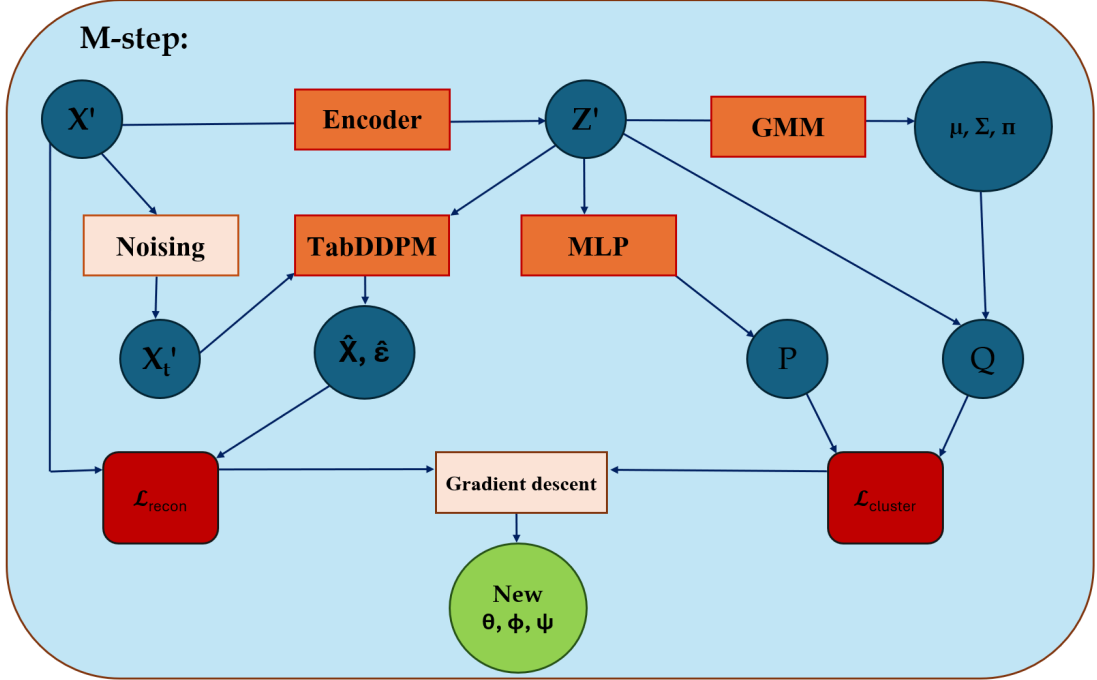 M-step:
X'
Encoder
Z'
GMM
μ, Σ, π
Noising
TabDDPM
MLP
Xₜ'
X̂, ε̂
P
Q
ℒrecon
Gradient descent
ℒcluster
New
θ, ϕ, ψ